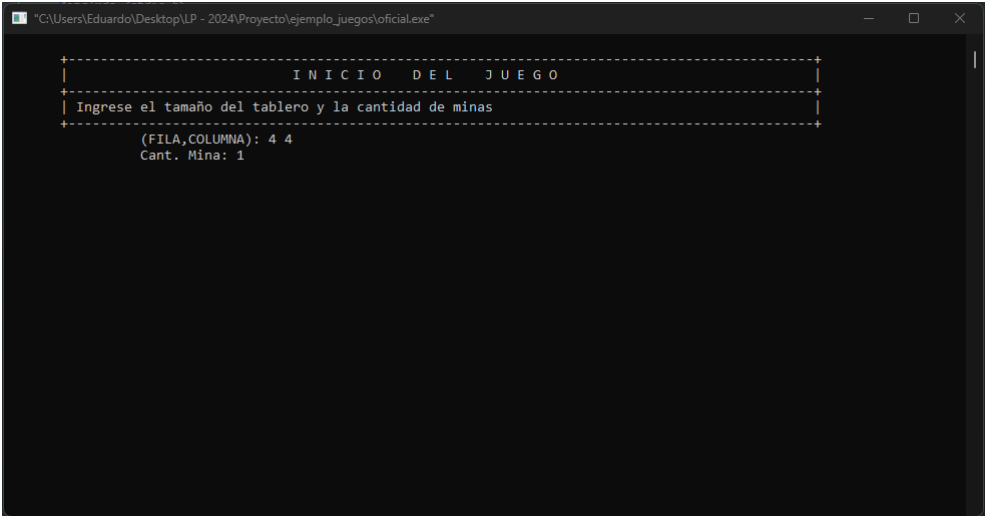 "C:\Users\Eduardo\Desktop\LP - 2024\Proyecto\ejemplo_juegos\oficial.exe"
+---------------------------------------------------------------------------------------------+
| I N I C I O   D E L   J U E G O |
+---------------------------------------------------------------------------------------------+
| Ingrese el tamaño del tablero y la cantidad de minas |
+---------------------------------------------------------------------------------------------+
(FILA,COLUMNA): 4 4
Cant. Mina: 1